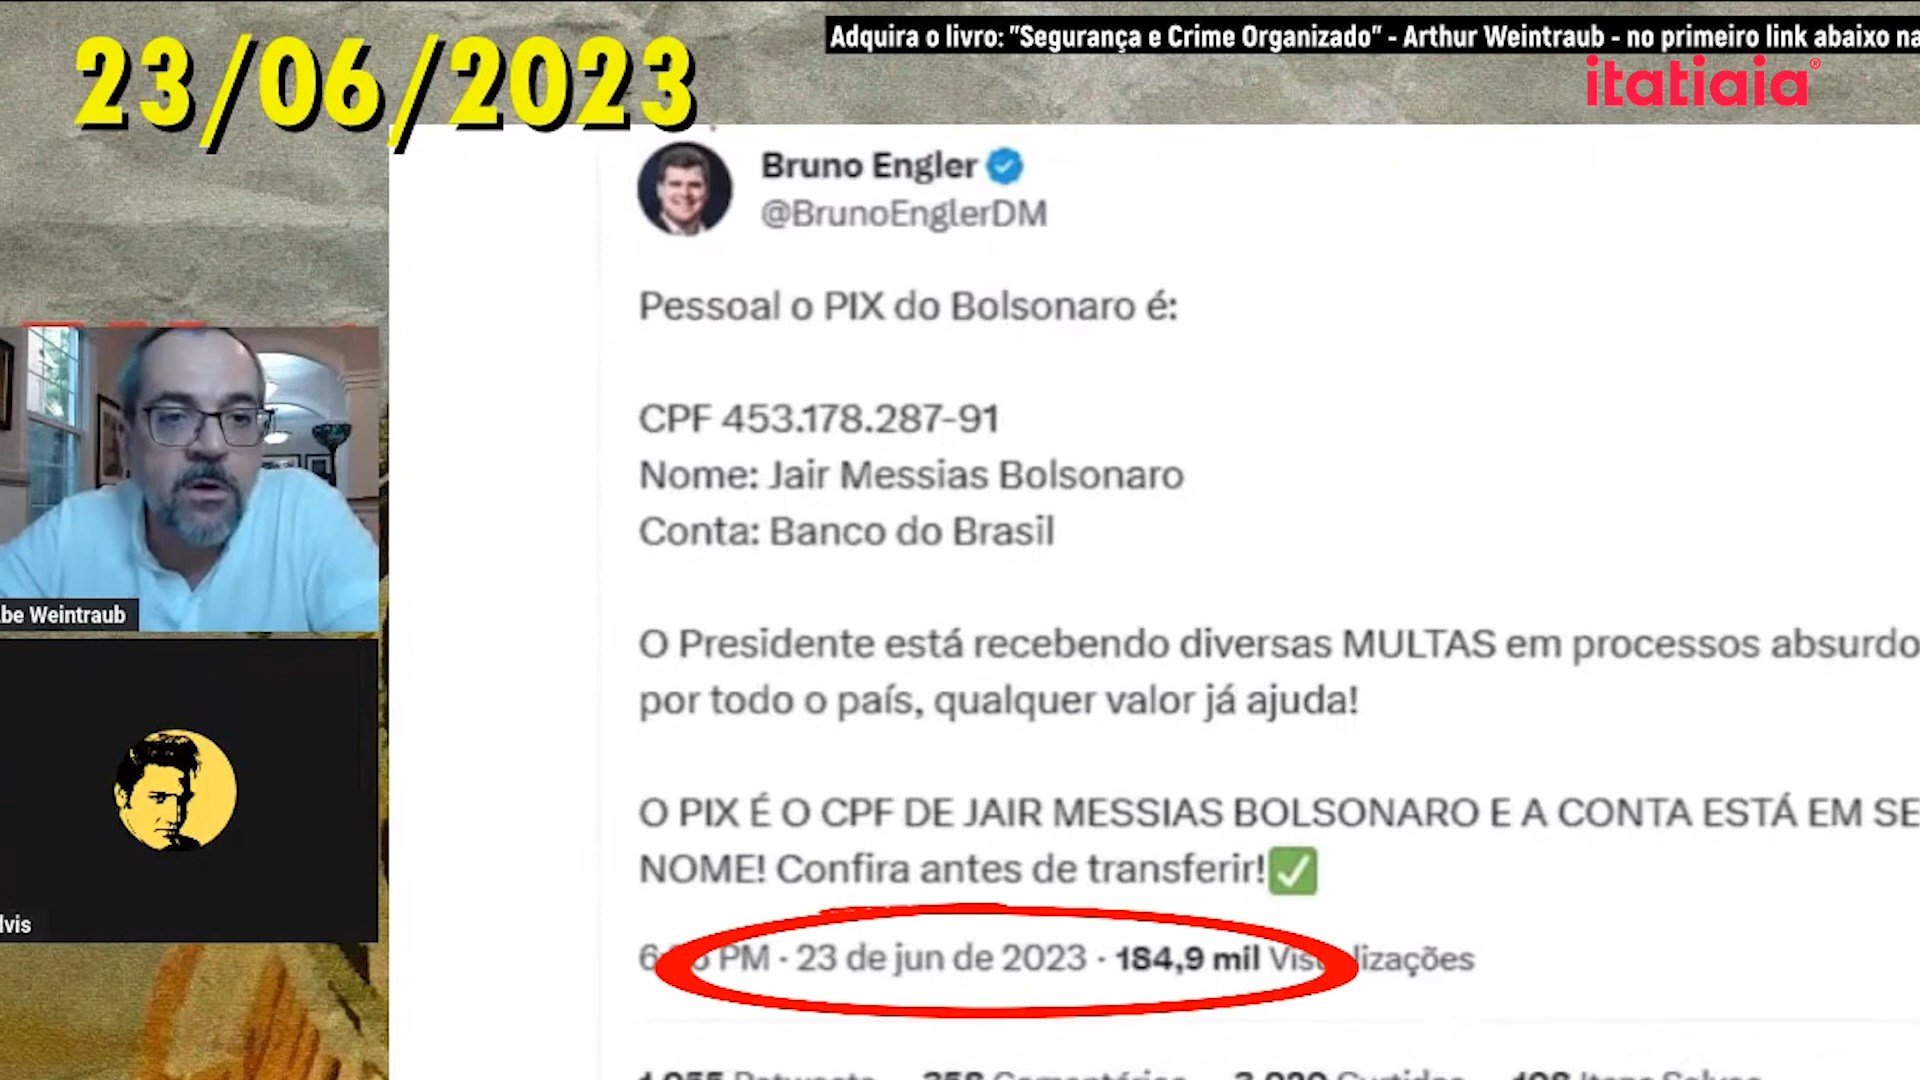 23/06/2023
Adquira o livro: "Segurança e Crime Organizado" - Arthur Weintraub - no primeiro link abaixo na
itatiaia®
Bruno Engler
@BrunoEnglerDM
Pessoal o PIX do Bolsonaro é:
CPF 453.178.287-91
Nome: Jair Messias Bolsonaro
Conta: Banco do Brasil
O Presidente está recebendo diversas MULTAS em processos absurdo
por todo o país, qualquer valor já ajuda!
O PIX É O CPF DE JAIR MESSIAS BOLSONARO E A CONTA ESTÁ EM SE
NOME! Confira antes de transferir!✅
PM · 23 de jun de 2023 · 184,9 mil Visualizações
be Weintraub
lvis